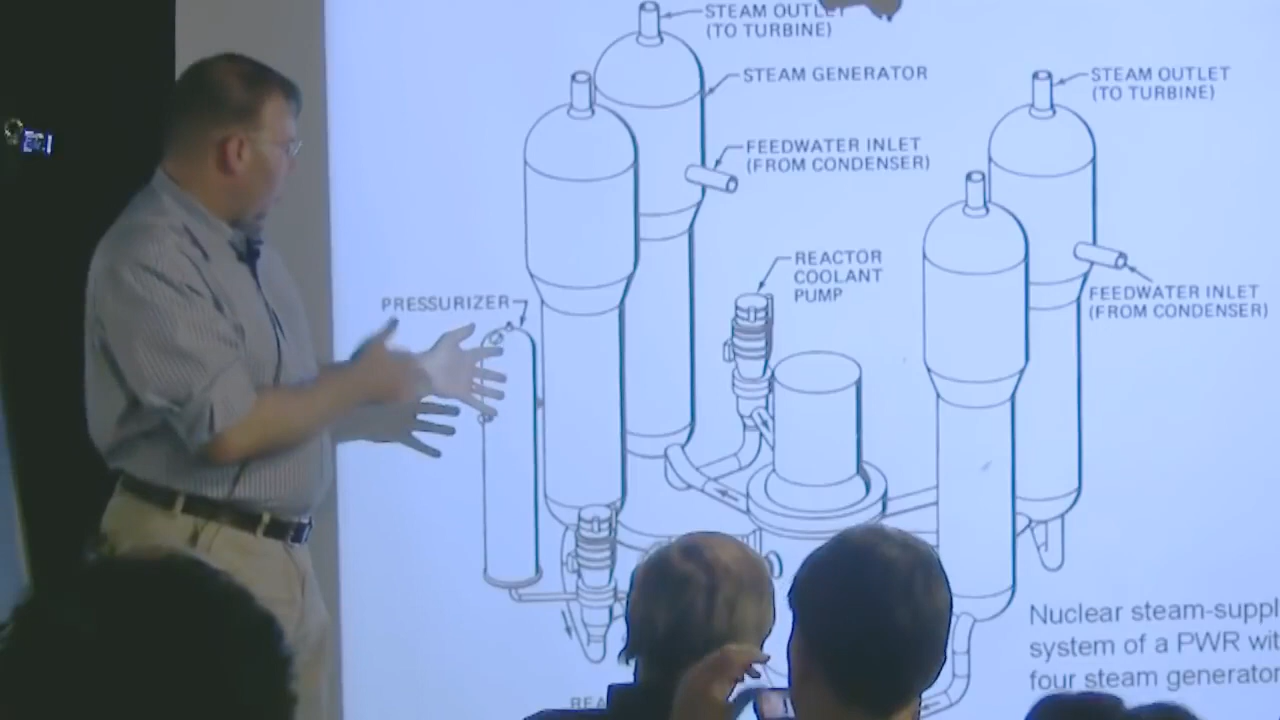 STEAM OUTLET
(TO TURBINE)
STEAM GENERATOR
STEAM OUTLET
(TO TURBINE)
FEEDWATER INLET
(FROM CONDENSER)
REACTOR
COOLANT
PUMP
PRESSURIZER
FEEDWATER INLET
(FROM CONDENSER)
Nuclear steam-suppl
system of a PWR wit
four steam generator
REA